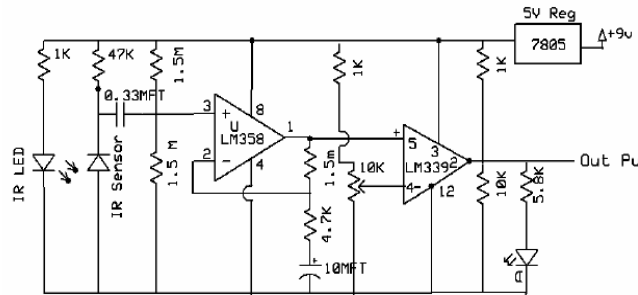 5V Reg
7805
+9v
1K
47K
1.5M
0.33MFT
3
+
8
U
LM358
1
2
-
4
1K
+
5
3
LM339
2
4-
12
1K
Out Pu
IR LED
IR Sensor
1.5 M
1.5m
10K
4.7K
10MFT
+
10K
5.8K